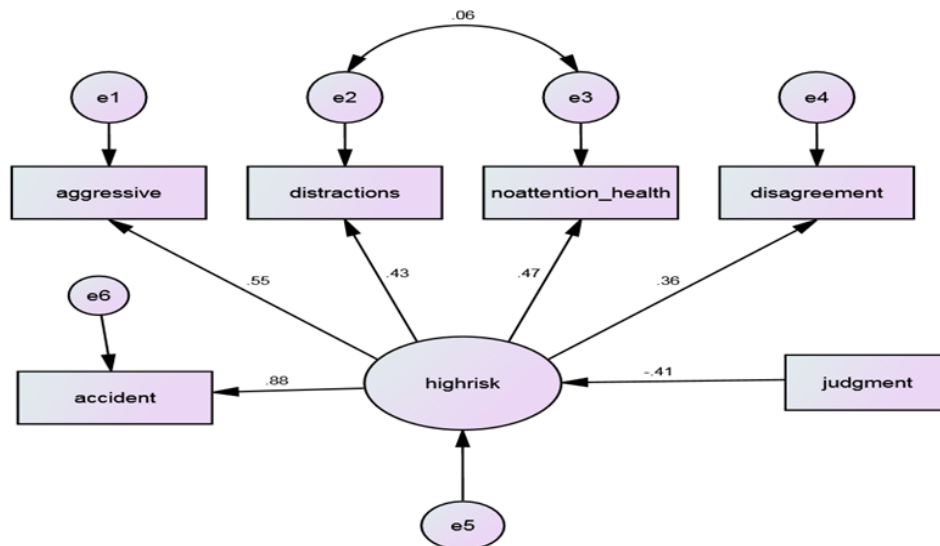 .06
e1
e2
e3
e4
aggressive
distractions
noattention_health
disagreement
.55
.43
.47
.36
e6
accident
.88
highrisk
-.41
judgment
e5